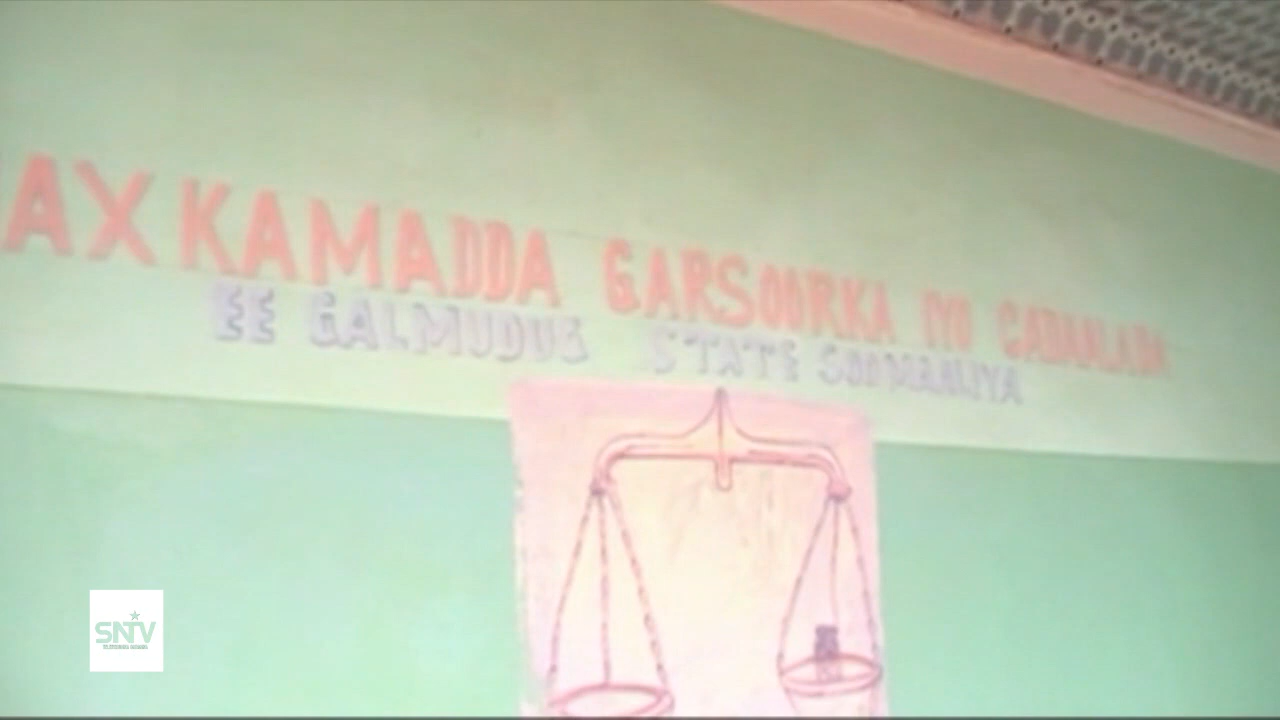 AXKAMADDA GARSOORKA IYO CADAALADA
EE GALMUDUG STATE SOOMAALIYA
SNTV